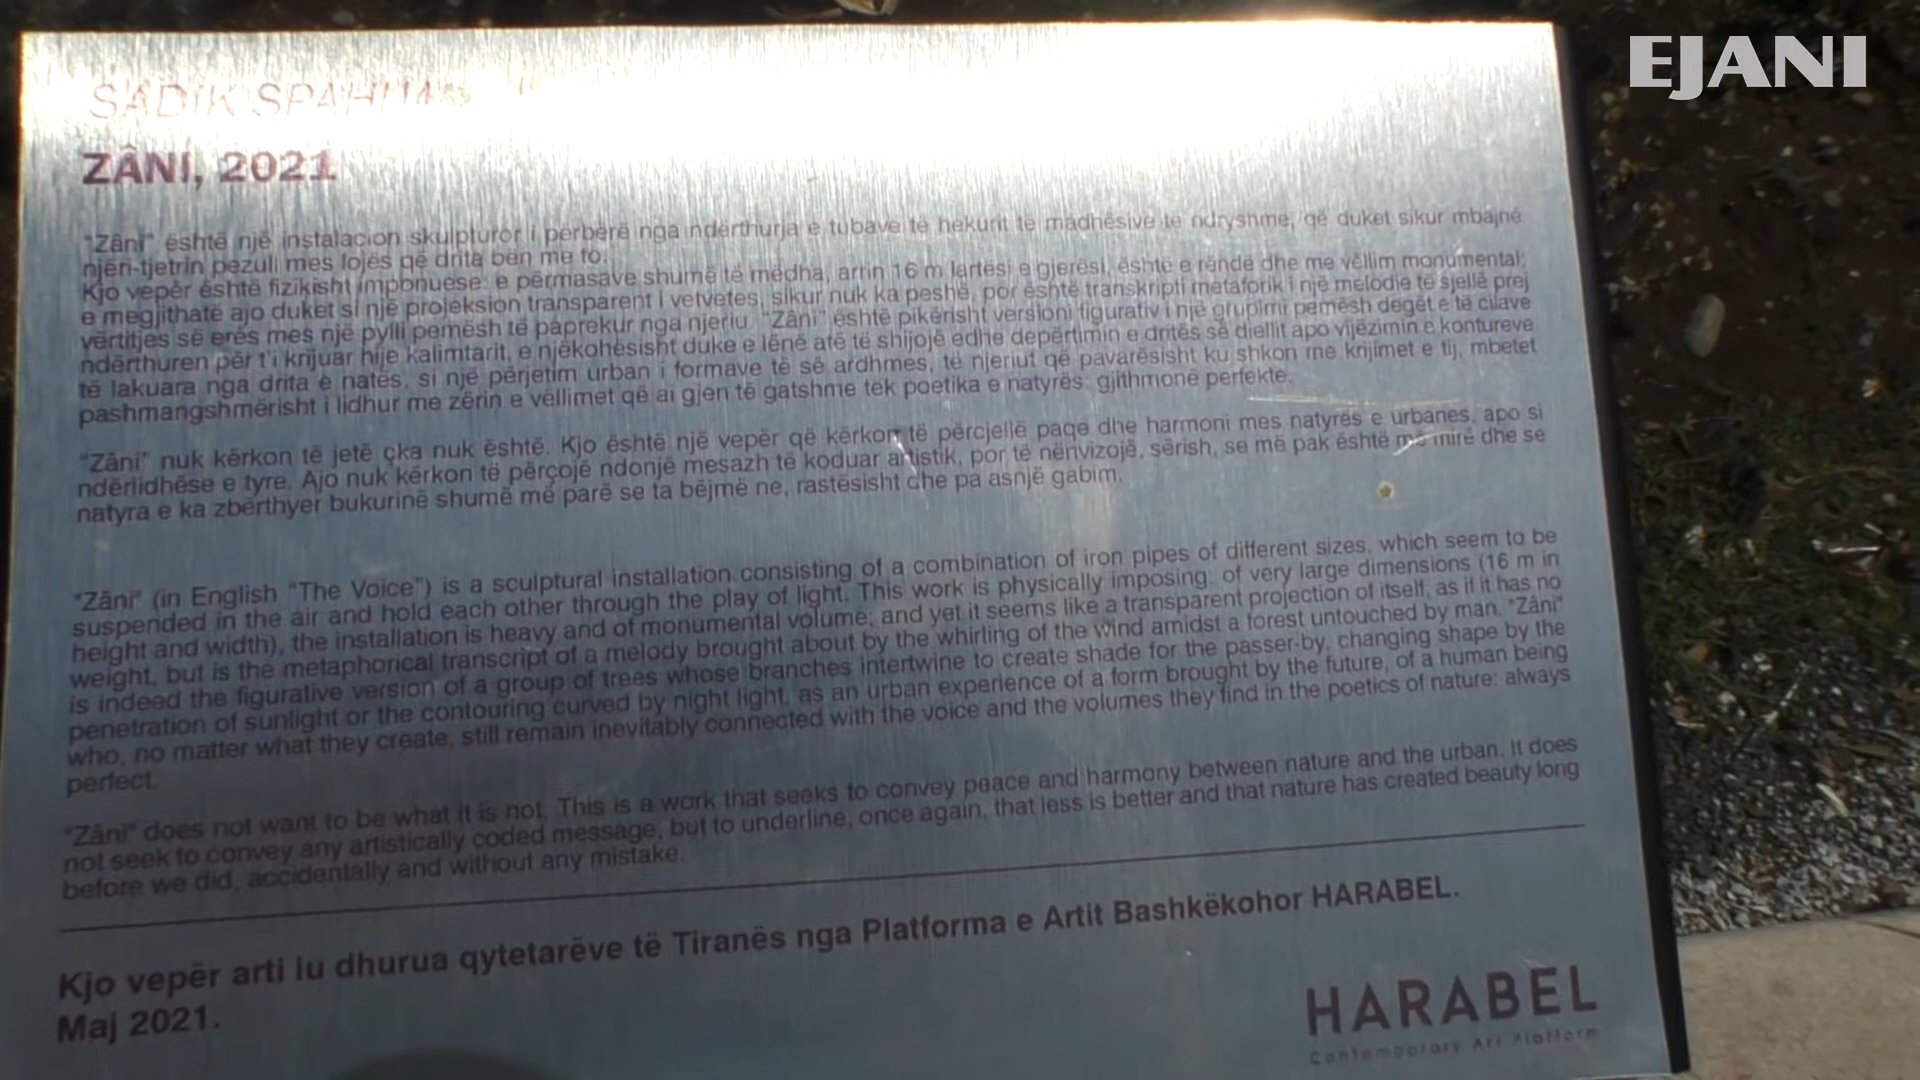 EJANI
SADIK SPAHIJA
ZÂNI, 2021
"Zâni" është një instalacion skulpturor i përbërë nga ndërthurja e tubave të hekurit të madhësive të ndryshme, që duket sikur mbajnë
njëri-tjetrin pezull mes lojës që drita bën me to.
Kjo vepër është fizikisht imponuese: e përmasave shumë të mëdha, arrin 16 m lartësi e gjerësi, është e rëndë dhe me vëllim monumental;
e megjithatë ajo duket si një projeksion transparent i vetvetes, sikur nuk ka peshë, por është transkripti metaforik i një melodie të sjellë prej
vërtitjes së erës mes një pylli pemësh të paprekur nga njeriu. "Zâni" është pikërisht versioni figurativ i një grupimi pemësh degët e të cilave
ndërthuren për t'i krijuar hije kalimtarit, e njëkohësisht duke e lënë atë të shijojë edhe depërtimin e dritës së diellit apo vijëzimin e kontureve
të lakuara nga drita e natës, si një përjetim urban i formave të së ardhmes, të njeriut që pavarësisht ku shkon me krijimet e tij, mbetet
pashmangshmërisht i lidhur me zërin e vëllimet që ai gjen të gatshme tek poetika e natyrës: gjithmonë perfekte.
"Zâni" nuk kërkon të jetë çka nuk është. Kjo është një vepër që kërkon të përcjellë paqe dhe harmoni mes natyrës e urbanes, apo si
ndërlidhëse e tyre. Ajo nuk kërkon të përçojë ndonjë mesazh të koduar artistik, por të nënvizojë, sërish, se më pak është më mirë dhe se
natyra e ka zbërthyer bukurinë shumë më parë se ta bëjmë ne, rastësisht dhe pa asnjë gabim.
"Zâni" (in English "The Voice") is a sculptural installation consisting of a combination of iron pipes of different sizes, which seem to be
suspended in the air and hold each other through the play of light. This work is physically imposing: of very large dimensions (16 m in
height and width), the installation is heavy and of monumental volume; and yet it seems like a transparent projection of itself, as if it has no
weight, but is the metaphorical transcript of a melody brought about by the whirling of the wind amidst a forest untouched by man. "Zâni"
is indeed the figurative version of a group of trees whose branches intertwine to create shade for the passer-by, changing shape by the
penetration of sunlight or the contouring curved by night light, as an urban experience of a form brought by the future, of a human being
who, no matter what they create, still remain inevitably connected with the voice and the volumes they find in the poetics of nature: always
perfect.
"Zâni" does not want to be what it is not. This is a work that seeks to convey peace and harmony between nature and the urban. It does
not seek to convey any artistically coded message, but to underline, once again, that less is better and that nature has created beauty long
before we did, accidentally and without any mistake.
Kjo vepër arti iu dhurua qytetarëve të Tiranës nga Platforma e Artit Bashkëkohor HARABEL.
Maj 2021.
HARABEL
Contemporary Art Platform